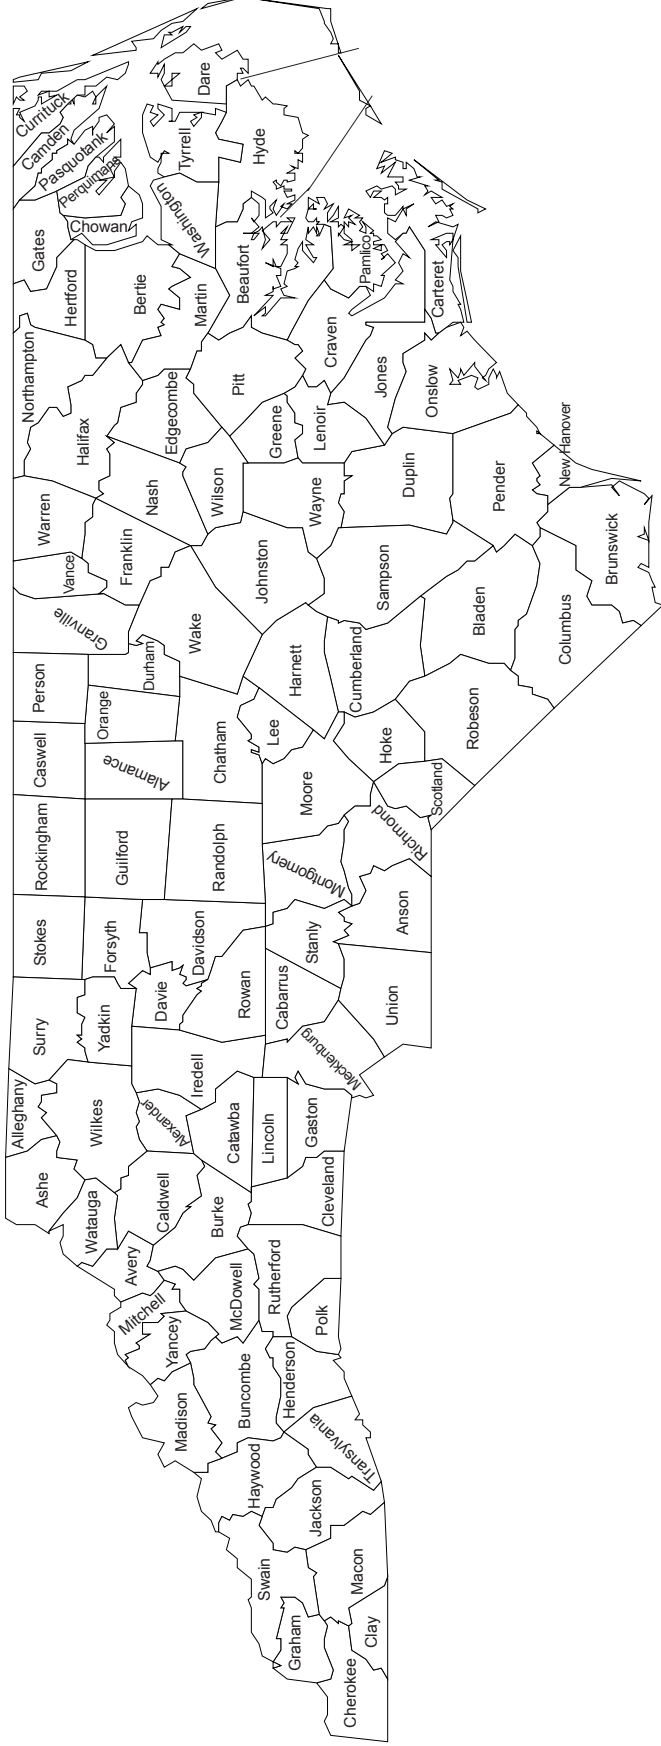 Cherokee
Graham
Clay
Swain
Macon
Jackson
Haywood
Transylvania
Madison
Buncombe
Henderson
Yancey
Mitchell
McDowell
Rutherford
Polk
Avery
Watauga
Ashe
Caldwell
Burke
Cleveland
Alleghany
Wilkes
Alexander
Catawba
Lincoln
Gaston
Surry
Yadkin
Iredell
Mecklenburg
Stokes
Forsyth
Davie
Davidson
Rowan
Cabarrus
Stanly
Union
Anson
Rockingham
Guilford
Randolph
Montgomery
Richmond
Caswell
Alamance
Chatham
Moore
Scotland
Person
Orange
Durham
Lee
Hoke
Robeson
Granville
Wake
Harnett
Cumberland
Bladen
Columbus
Vance
Warren
Franklin
Johnston
Sampson
Brunswick
Northampton
Halifax
Nash
Wilson
Wayne
Duplin
Pender
New Hanover
Edgecombe
Greene
Lenoir
Pitt
Jones
Onslow
Hertford
Gates
Bertie
Martin
Beaufort
Craven
Pamlico
Carteret
Chowan
Perquimans
Pasquotank
Camden
Currituck
Washington
Tyrrell
Dare
Hyde